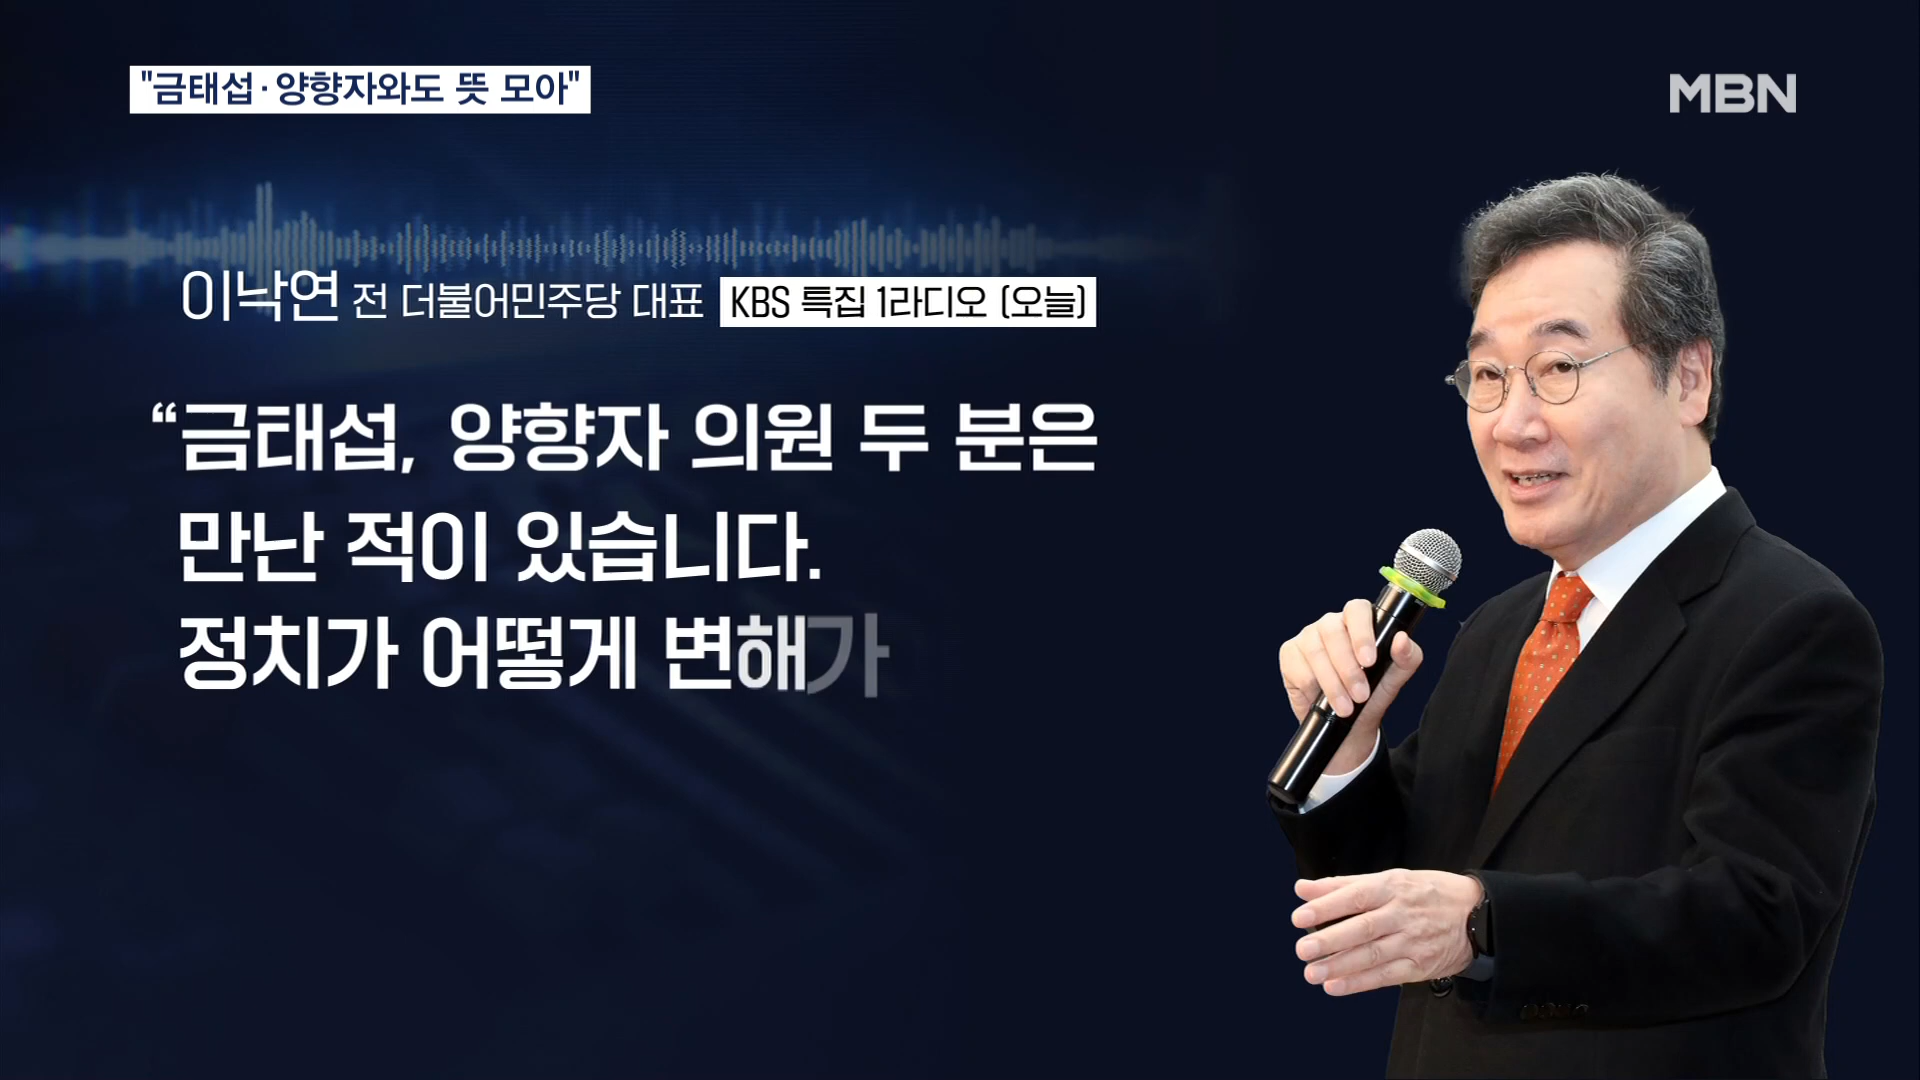 "금태섭·양향자와도 뜻 모아"
MBN
이낙연 전 더불어민주당 대표 KBS 특집 1라디오 (오늘)
“금태섭, 양향자 의원 두 분은
만난 적이 있습니다.
정치가 어떻게 변해가